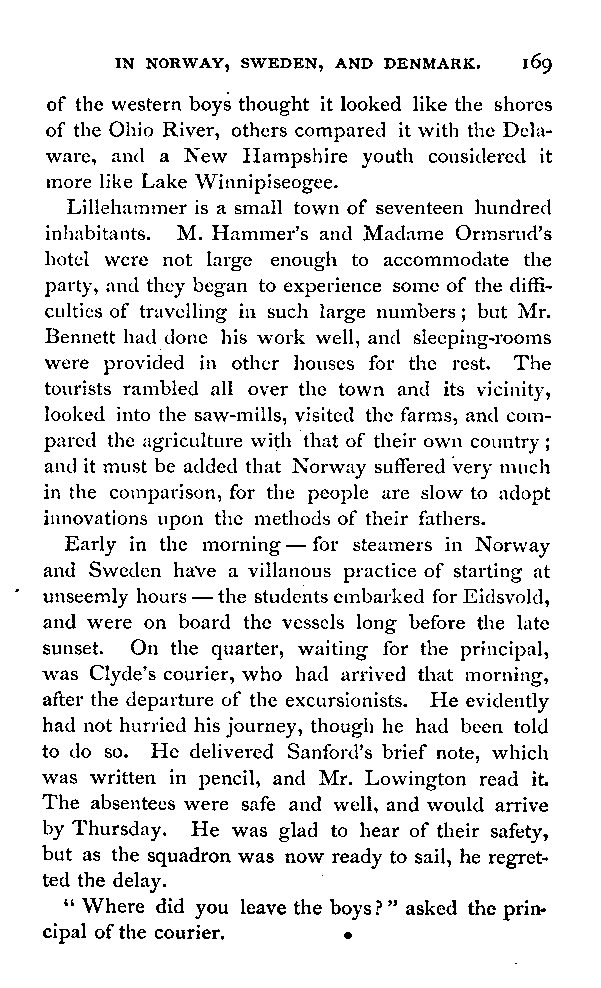 IN NORWAY, SWEDEN, AND DENMARK. 169
of the western boys thought it looked like the shores
of the Ohio River, others compared it with the Dela-
ware, and a New Hampshire youth considered it
more like Lake Winnipiseogee.
Lillehammer is a small town of seventeen hundred
inhabitants. M. Hammer's and Madame Ormsrud's
hotel were not large enough to accommodate the
party, and they began to experience some of the diffi-
culties of travelling in such large numbers; but Mr.
Bennett had done his work well, and sleeping-rooms
were provided in other houses for the rest. The
tourists rambled all over the town and its vicinity,
looked into the saw-mills, visited the farms, and com-
pared the agriculture with that of their own country;
and it must be added that Norway suffered very much
in the comparison, for the people are slow to adopt
innovations upon the methods of their fathers.
Early in the morning — for steamers in Norway
and Sweden have a villanous practice of starting at
unseemly hours — the students embarked for Eidsvold,
and were on board the vessels long before the late
sunset. On the quarter, waiting for the principal,
was Clyde's courier, who had arrived that morning,
after the departure of the excursionists. He evidently
had not hurried his journey, though he had been told
to do so. He delivered Sanford's brief note, which
was written in pencil, and Mr. Lowington read it.
The absentees were safe and well, and would arrive
by Thursday. He was glad to hear of their safety,
but as the squadron was now ready to sail, he regret-
ted the delay.
"Where did you leave the boys?" asked the prin-
cipal of the courier.